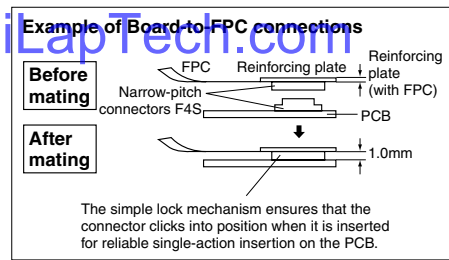 Example of Board-to-FPC connections
iLapTech.com
Before
mating
FPC
Reinforcing plate
Reinforcing
plate
(with FPC)
Narrow-pitch
connectors F4S
PCB
After
mating
1.0mm
The simple lock mechanism ensures that the
connector clicks into position when it is inserted
for reliable single-action insertion on the PCB.